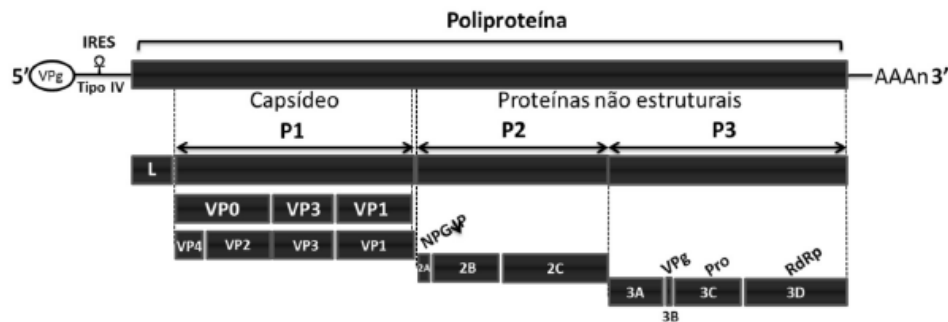 Poliproteína
IRES
5' VPg Tipo IV AAAn 3'
Capsídeo Proteínas não estruturais
P1 P2 P3
L
VP0 VP3 VP1
VP4 VP2 VP3 VP1
NPG↓P
2A 2B 2C
VPg Pro RdRp
3A 3C 3D
3B